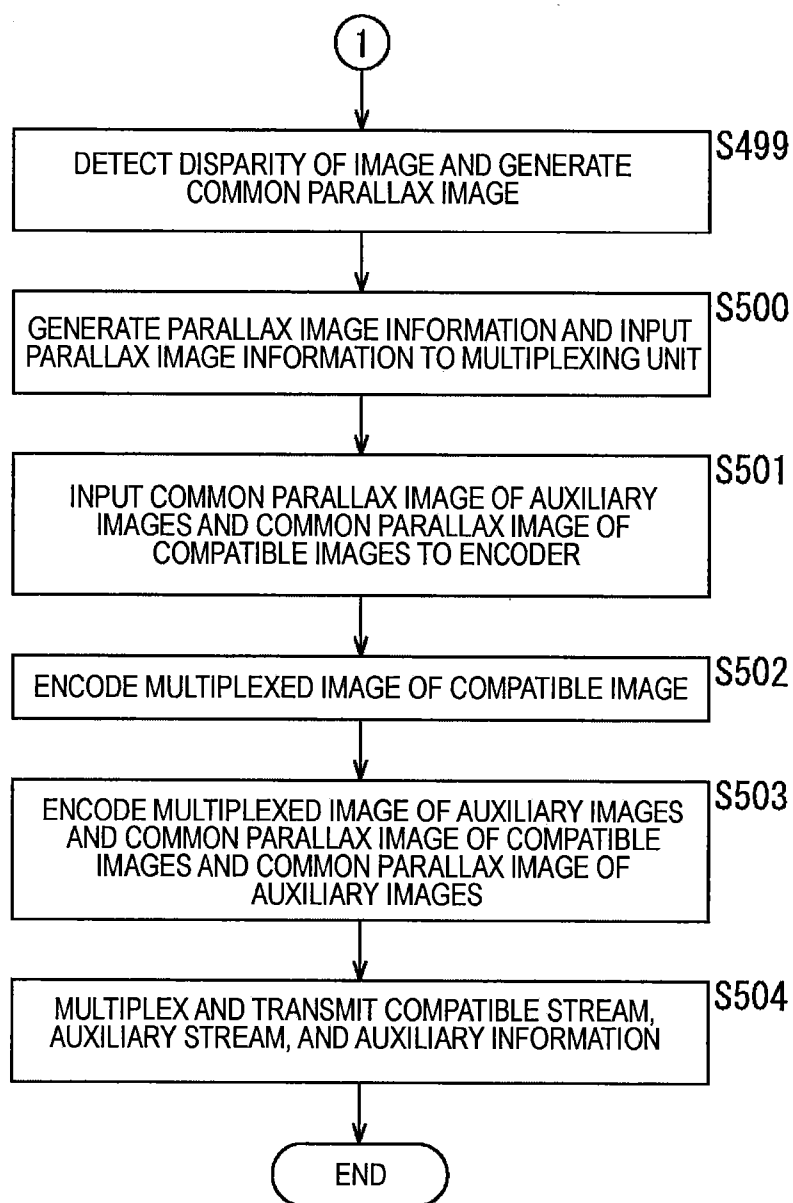 1
S499
DETECT DISPARITY OF IMAGE AND GENERATE
COMMON PARALLAX IMAGE
S500
GENERATE PARALLAX IMAGE INFORMATION AND INPUT
PARALLAX IMAGE INFORMATION TO MULTIPLEXING UNIT
S501
INPUT COMMON PARALLAX IMAGE OF AUXILIARY
IMAGES AND COMMON PARALLAX IMAGE OF
COMPATIBLE IMAGES TO ENCODER
S502
ENCODE MULTIPLEXED IMAGE OF COMPATIBLE IMAGE
S503
ENCODE MULTIPLEXED IMAGE OF AUXILIARY IMAGES
AND COMMON PARALLAX IMAGE OF COMPATIBLE
IMAGES AND COMMON PARALLAX IMAGE OF
AUXILIARY IMAGES
S504
MULTIPLEX AND TRANSMIT COMPATIBLE STREAM,
AUXILIARY STREAM, AND AUXILIARY INFORMATION
END